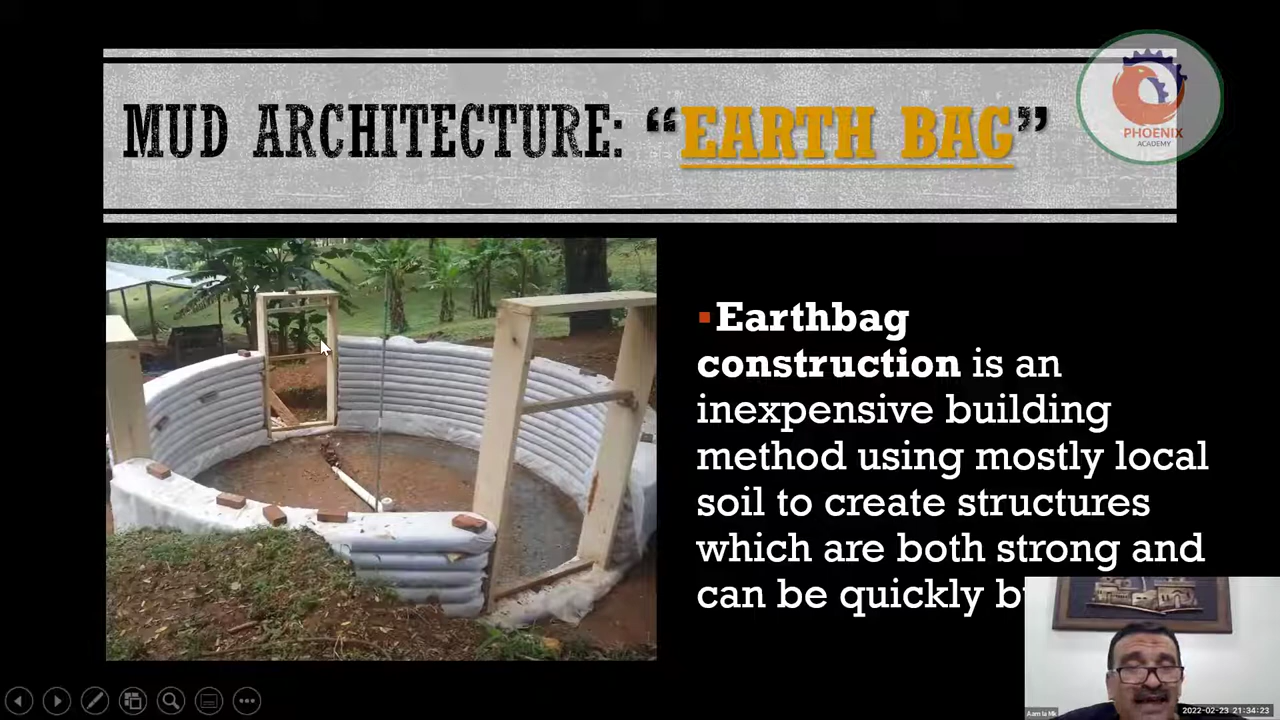 MUD ARCHITECTURE: “EARTH BAG”
PHOENIX
ACADEMY
▪Earthbag
construction is an
inexpensive building
method using mostly local
soil to create structures
which are both strong and
can be quickly
2022-02-23 21:34:23